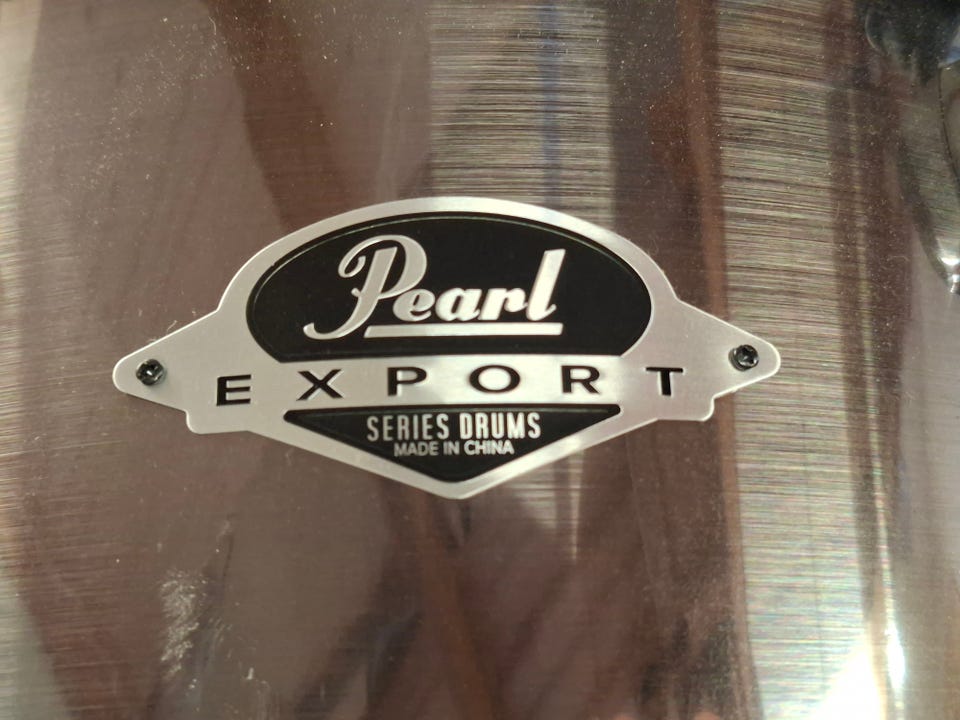 Pearl
EXPORT
SERIES DRUMS
MADE IN CHINA